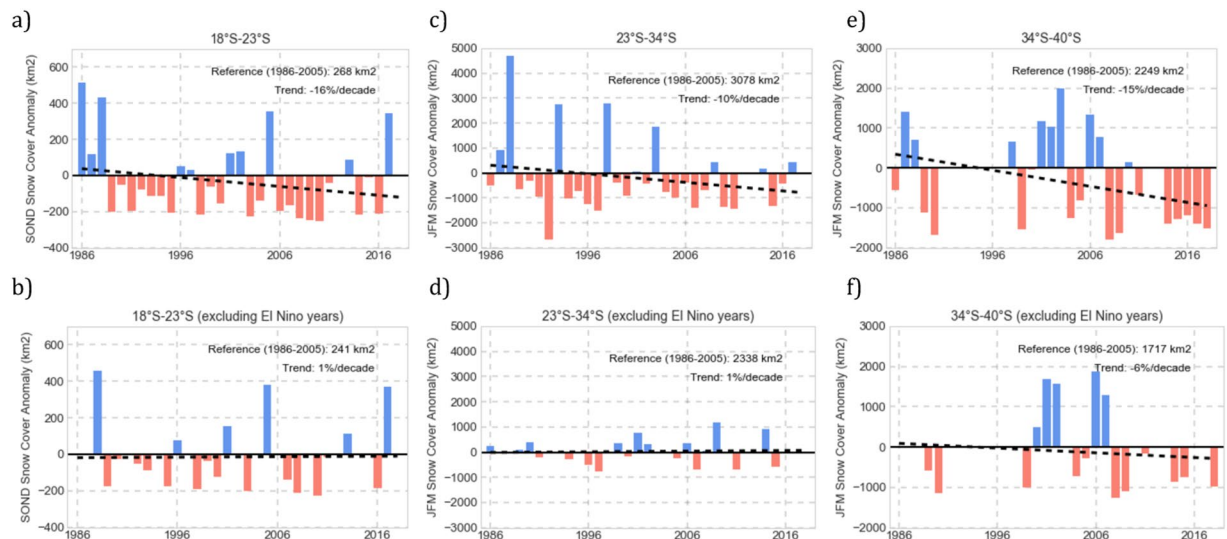 a)
18°S-23°S
Reference (1986-2005): 268 km2
Trend: -16%/decade
SOND Snow Cover Anomaly (km2)
600
400
200
0
−200
−400
1986
1996
2006
2016
c)
23°S-34°S
Reference (1986-2005): 3078 km2
Trend: -10%/decade
JFM Snow Cover Anomaly (km2)
5000
4000
3000
2000
1000
0
−1000
−2000
−3000
1986
1996
2006
2016
e)
34°S-40°S
Reference (1986-2005): 2249 km2
Trend: -15%/decade
JFM Snow Cover Anomaly (km2)
3000
2000
1000
0
−1000
−2000
1986
1996
2006
2016
b)
18°S-23°S (excluding El Nino years)
Reference (1986-2005): 241 km2
Trend: 1%/decade
SOND Snow Cover Anomaly (km2)
600
400
200
0
−200
−400
1986
1996
2006
2016
d)
23°S-34°S (excluding El Nino years)
Reference (1986-2005): 2338 km2
Trend: 1%/decade
JFM Snow Cover Anomaly (km2)
5000
4000
3000
2000
1000
0
−1000
−2000
−3000
1986
1996
2006
2016
f)
34°S-40°S (excluding El Nino years)
Reference (1986-2005): 1717 km2
Trend: -6%/decade
JFM Snow Cover Anomaly (km2)
3000
2000
1000
0
−1000
−2000
1986
1996
2006
2016